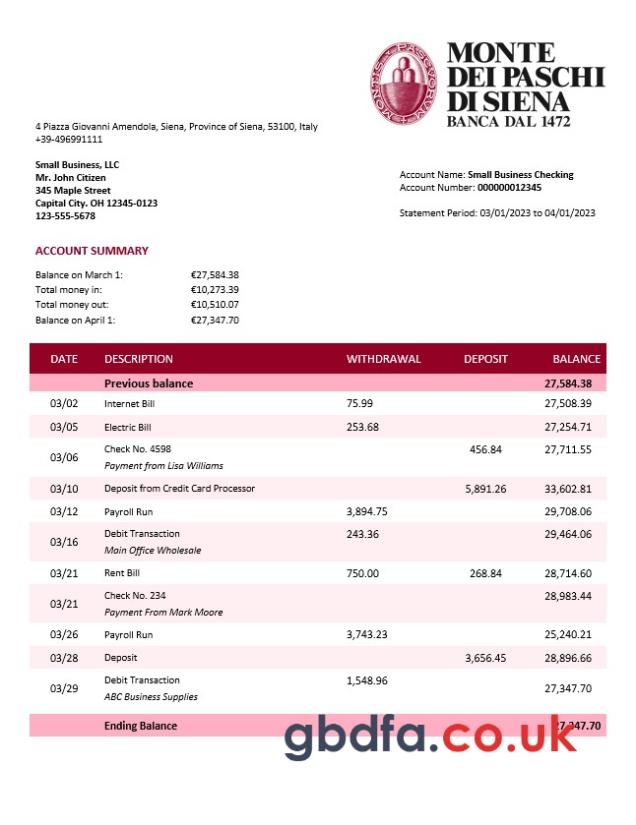 MONTE
DEI PASCHI
DI SIENA
BANCA DAL 1472
4 Piazza Giovanni Amendola, Siena, Province of Siena, 53100, Italy
+39-496991111
Small Business, LLC
Mr. John Citizen
345 Maple Street
Capital City. OH 12345-0123
123-555-5678
Account Name: Small Business Checking
Account Number: 000000012345
Statement Period: 03/01/2023 to 04/01/2023
ACCOUNT SUMMARY
Balance on March 1: €27,584.38
Total money in: €10,273.39
Total money out: €10,510.07
Balance on April 1: €27,347.70
DATE DESCRIPTION WITHDRAWAL DEPOSIT BALANCE
Previous balance 27,584.38
03/02 Internet Bill 75.99 27,508.39
03/05 Electric Bill 253.68 27,254.71
03/06 Check No. 4598 456.84 27,711.55
Payment from Lisa Williams
03/10 Deposit from Credit Card Processor 5,891.26 33,602.81
03/12 Payroll Run 3,894.75 29,708.06
03/16 Debit Transaction 243.36 29,464.06
Main Office Wholesale
03/21 Rent Bill 750.00 268.84 28,714.60
03/21 Check No. 234 28,983.44
Payment From Mark Moore
03/26 Payroll Run 3,743.23 25,240.21
03/28 Deposit 3,656.45 28,896.66
03/29 Debit Transaction 1,548.96 27,347.70
ABC Business Supplies
Ending Balance 27,347.70
gbdfa.co.uk